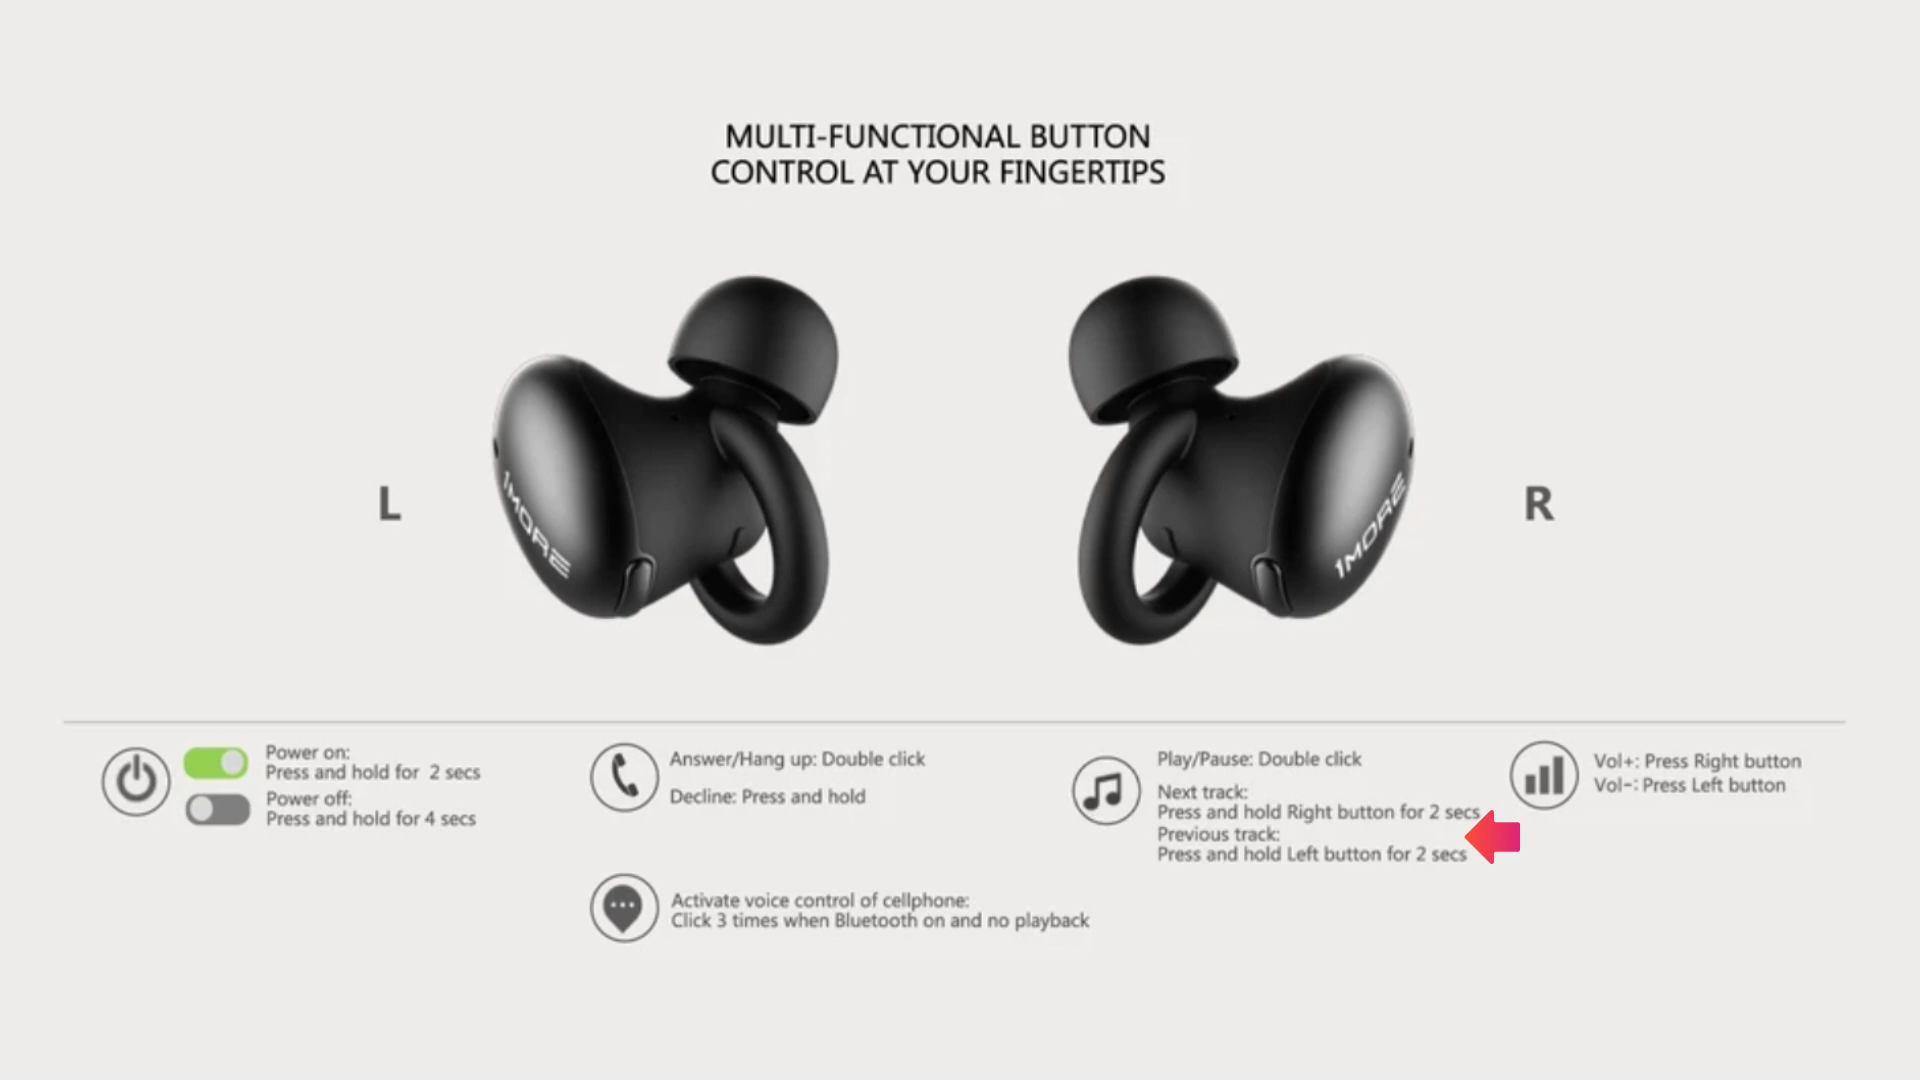 MULTI-FUNCTIONAL BUTTON
CONTROL AT YOUR FINGERTIPS
L
1MORE
1MORE
R
Power on:
Press and hold for 2 secs
Power off:
Press and hold for 4 secs
Answer/Hang up: Double click
Decline: Press and hold
Activate voice control of cellphone:
Click 3 times when Bluetooth on and no playback
Play/Pause: Double click
Next track:
Press and hold Right button for 2 secs
Previous track:
Press and hold Left button for 2 secs
Vol+: Press Right button
Vol-: Press Left button